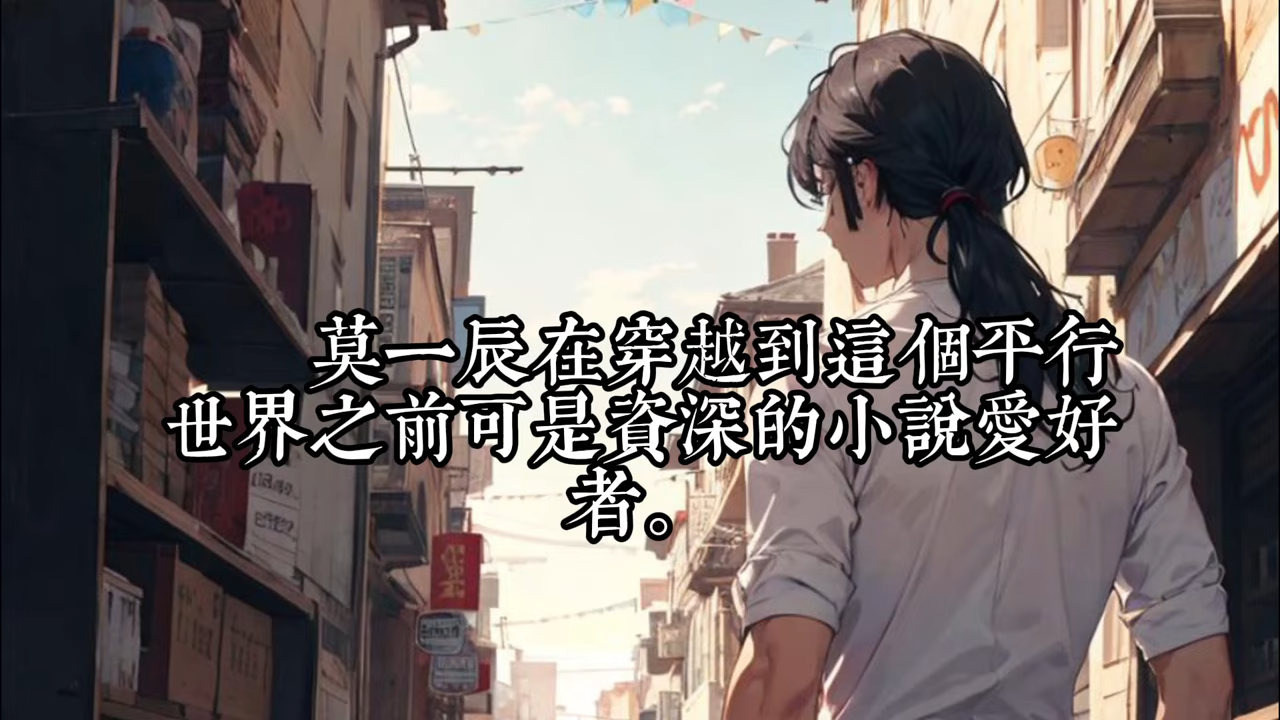 莫一辰在穿越到這個平行
世界之前可是資深的小說愛好
者。